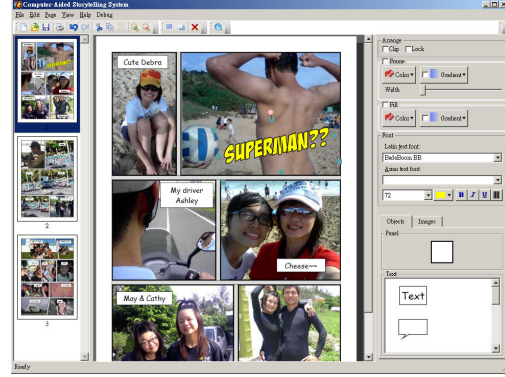 Computer-Aided Storytelling System
File Edit Page View Help Debug
Arrange
Clip Lock
Frame
Color Gradient
Width
Fill
Color Gradient
Font
Latin text font:
BadaBoom BB
Asian text font:
72 B I U
Objects Images
Panel
Text
Text
Cute Debra
SUPERMAN??
My driver
Ashley
Cheese~~
May & Cathy
2
3
Ready